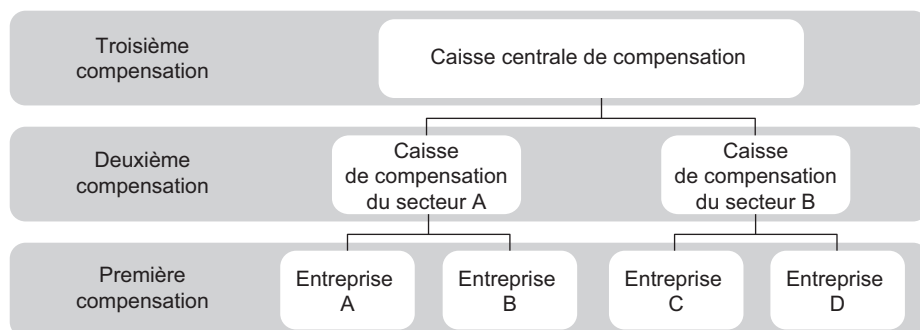 Troisième
compensation
Caisse centrale de compensation
Deuxième
compensation
Caisse
de compensation
du secteur A
Caisse
de compensation
du secteur B
Première
compensation
Entreprise
A
Entreprise
B
Entreprise
C
Entreprise
D